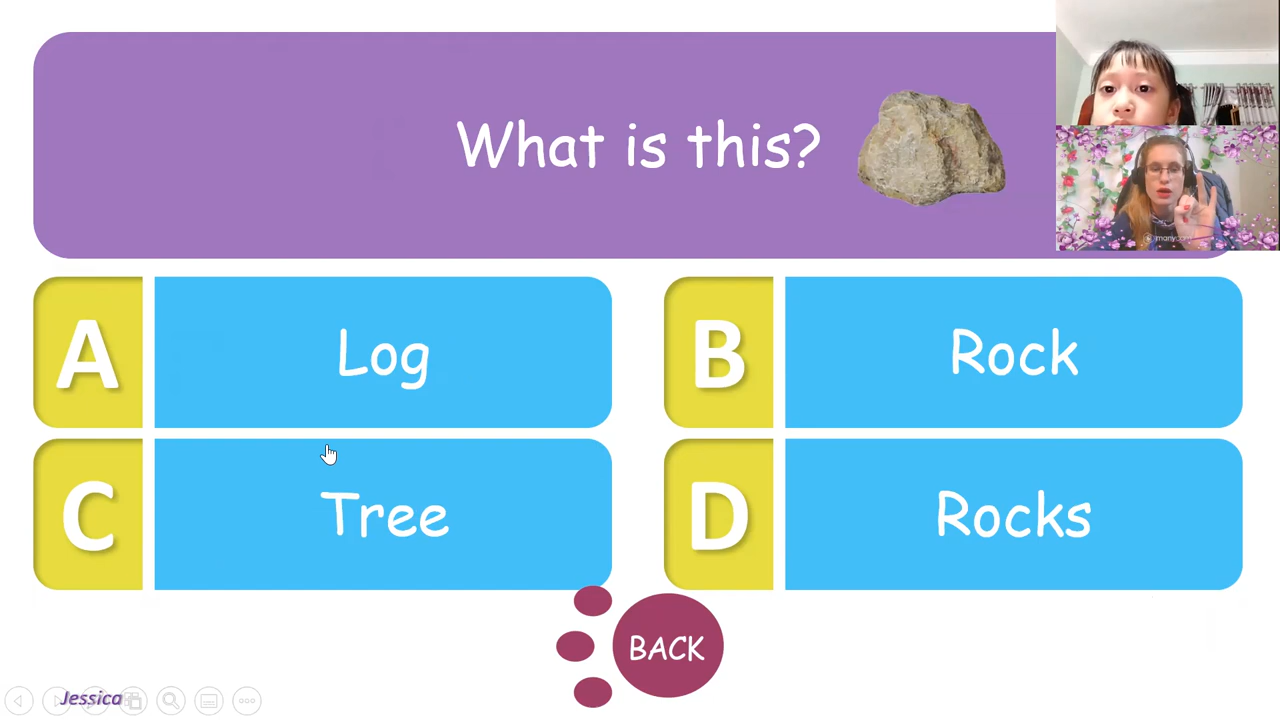 What is this?
A
Log
B
Rock
C
Tree
D
Rocks
BACK
Jessica